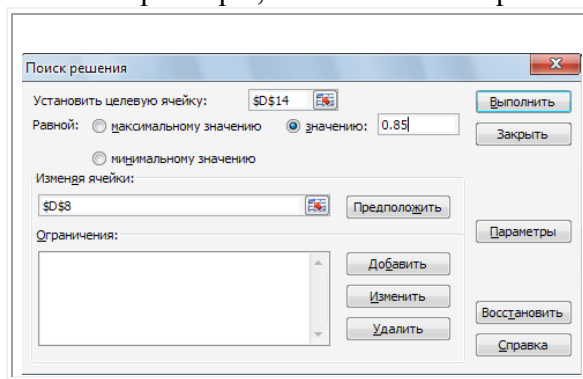 Поиск решения
Установить целевую ячейку: $D$14
Равной: максимальному значению значению: 0.85
минимальному значению
Изменяя ячейки:
$D$8
Предположить
Ограничения:
Добавить
Изменить
Удалить
Выполнить
Закрыть
Параметры
Восстановить
Справка